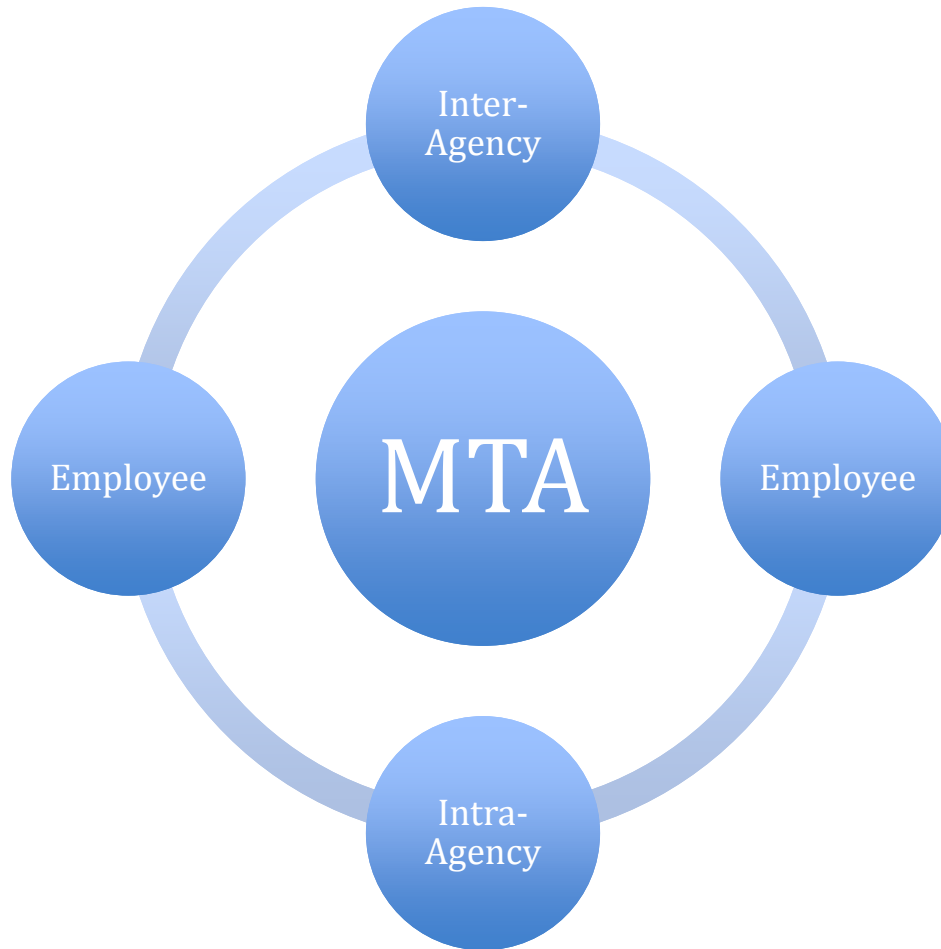 Inter-
Agency
Employee
MTA
Employee
Intra-
Agency